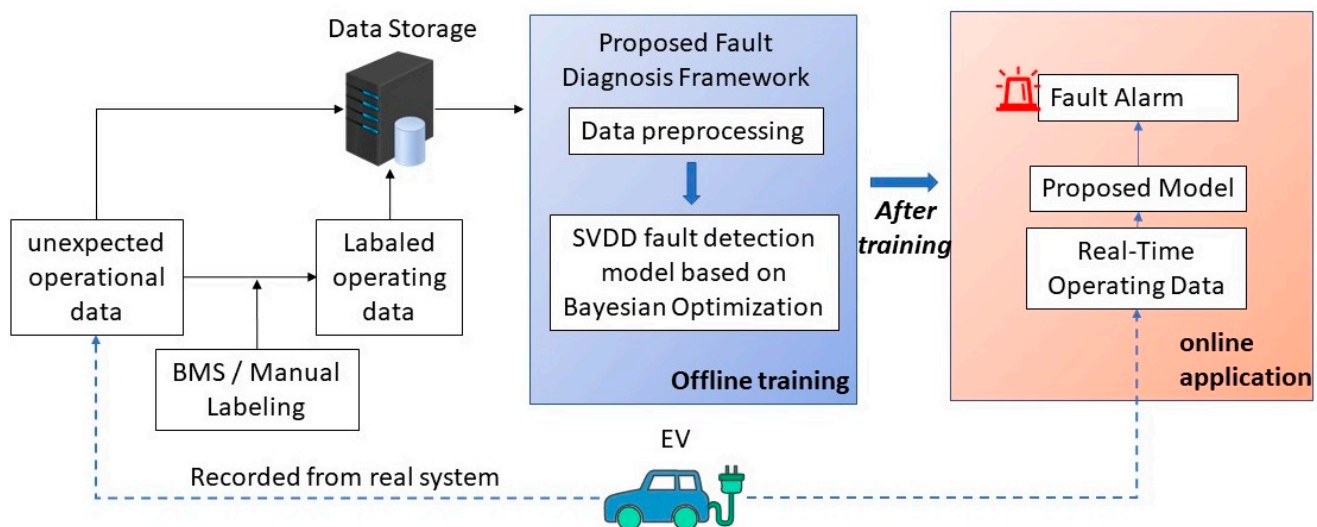 Data Storage
unexpected
operational
data
Labaled
operating
data
BMS / Manual
Labeling
Proposed Fault
Diagnosis Framework
Data preprocessing
SVDD fault detection
model based on
Bayesian Optimization
Offline training
After
training
Fault Alarm
Proposed Model
Real-Time
Operating Data
online
application
EV
Recorded from real system